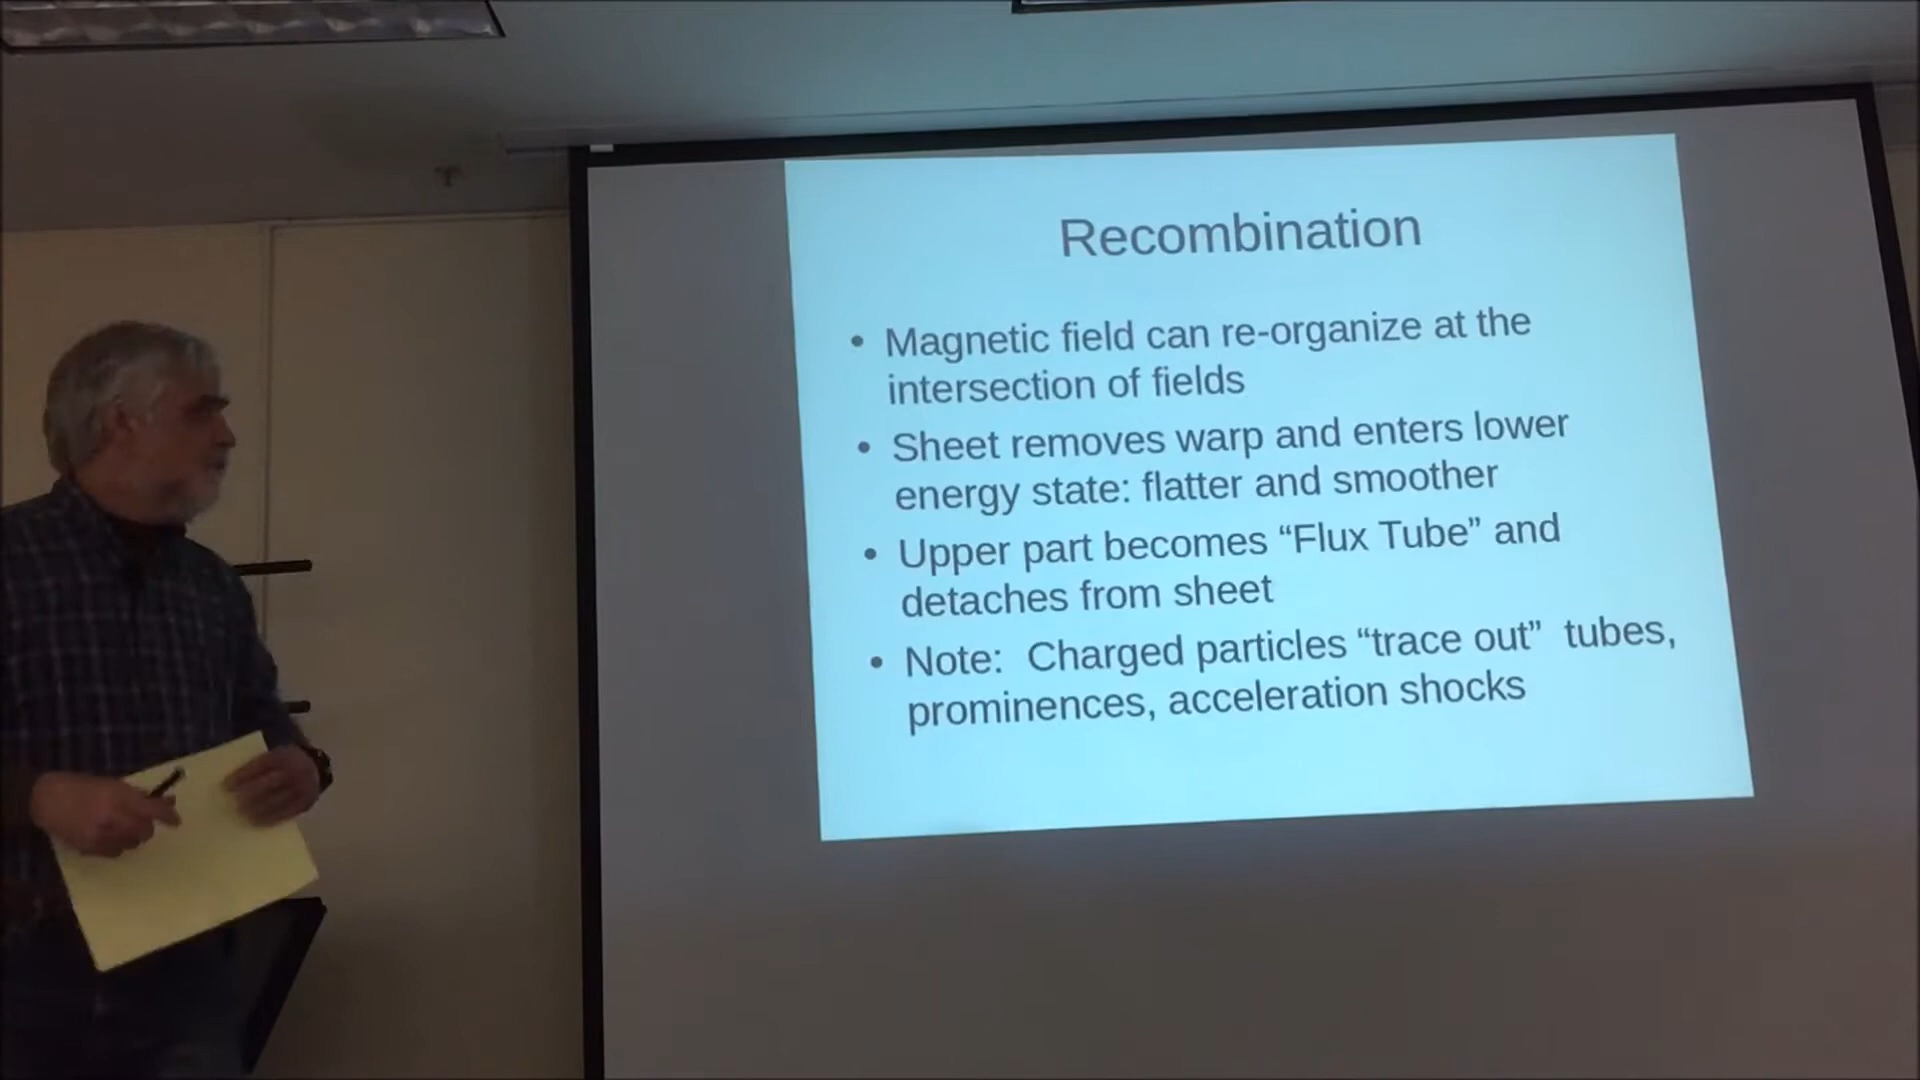 Recombination
• Magnetic field can re-organize at the
intersection of fields
• Sheet removes warp and enters lower
energy state: flatter and smoother
• Upper part becomes “Flux Tube” and
detaches from sheet
• Note:  Charged particles “trace out”  tubes,
prominences, acceleration shocks